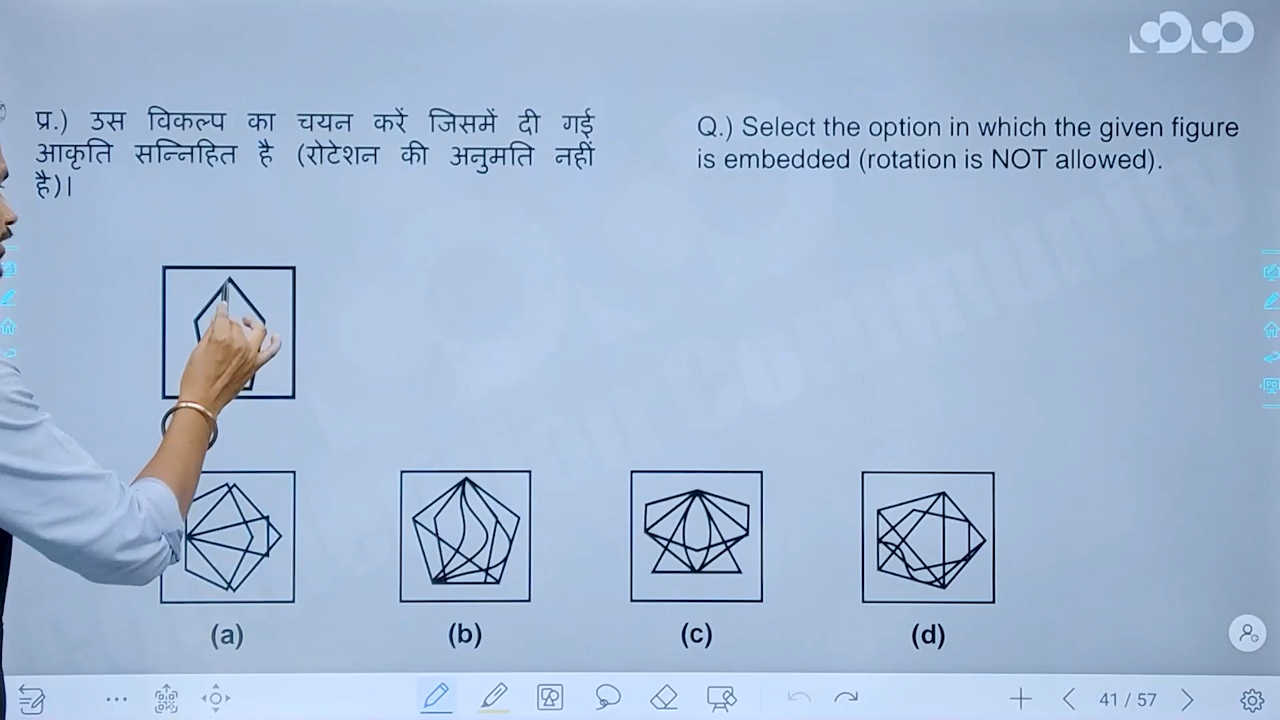 प्र.) उस विकल्प का चयन करें जिसमें दी गई
आकृति सन्निहित है (रोटेशन की अनुमति नहीं
है)।
Q.) Select the option in which the given figure
is embedded (rotation is NOT allowed).
(a)
(b)
(c)
(d)
41 / 57